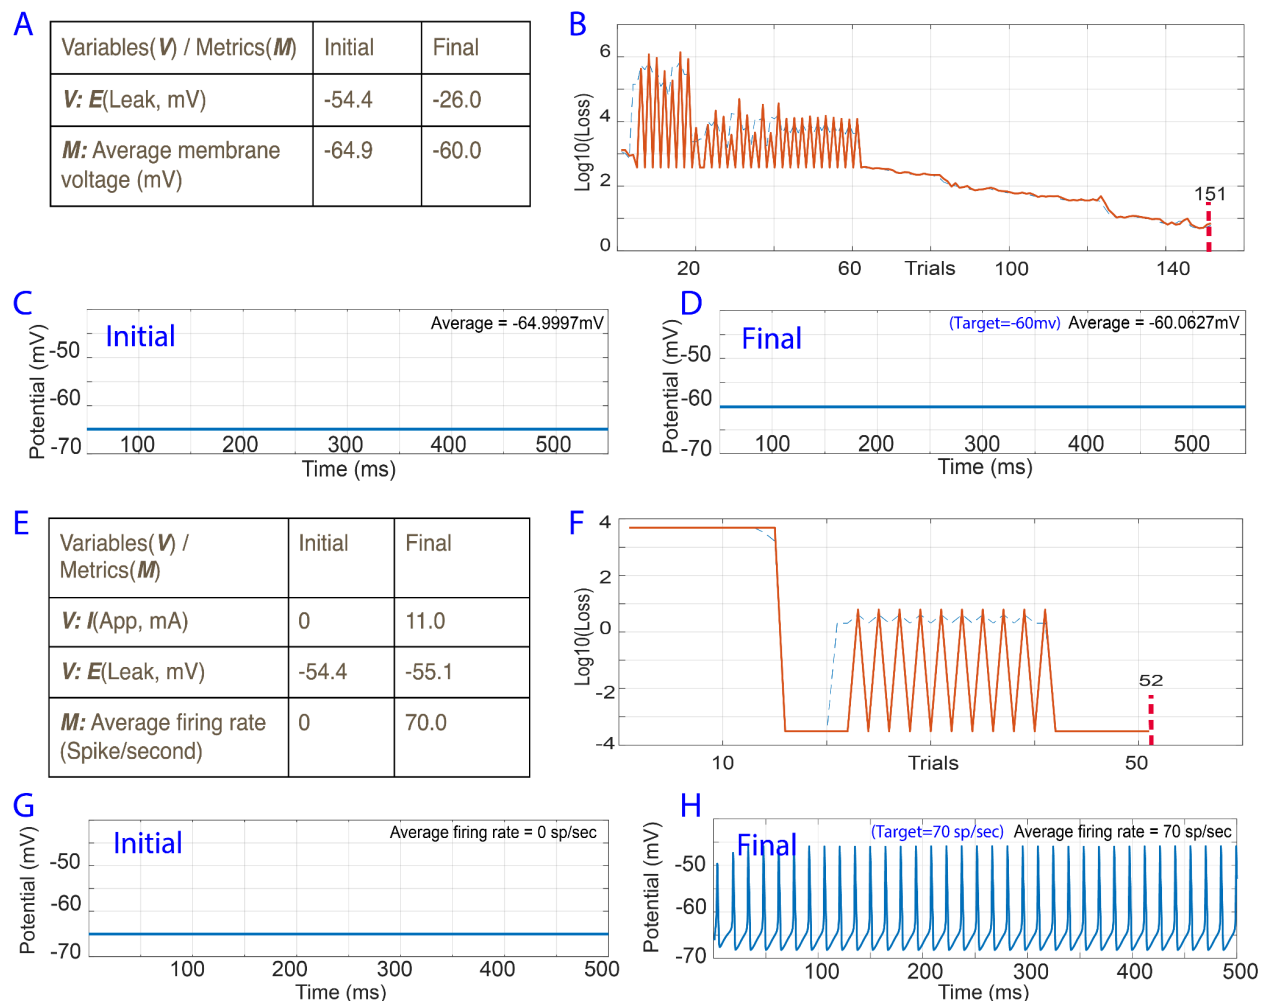 A
Variables(V) / Metrics(M) Initial Final
V: E(Leak, mV) -54.4 -26.0
M: Average membrane voltage (mV) -64.9 -60.0
B
Log10(Loss)
6
4
2
0
151
20 60 Trials 100 140
C
Initial
Average = -64.9997mV
Potential (mV)
-50
-60
-70
100 200 300 400 500
Time (ms)
D
Final
(Target=-60mv) Average = -60.0627mV
Potential (mV)
-50
-60
-70
100 200 300 400 500
Time (ms)
E
Variables(V) / Metrics(M) Initial Final
V: I(App, mA) 0 11.0
V: E(Leak, mV) -54.4 -55.1
M: Average firing rate (Spike/second) 0 70.0
F
Log10(Loss)
4
2
0
-2
-4
52
10 Trials 50
G
Initial
Average firing rate = 0 sp/sec
Potential (mV)
-50
-60
-70
100 200 300 400 500
Time (ms)
H
Final
(Target=70 sp/sec) Average firing rate = 70 sp/sec
Potential (mV)
-50
-60
-70
100 200 300 400 500
Time (ms)